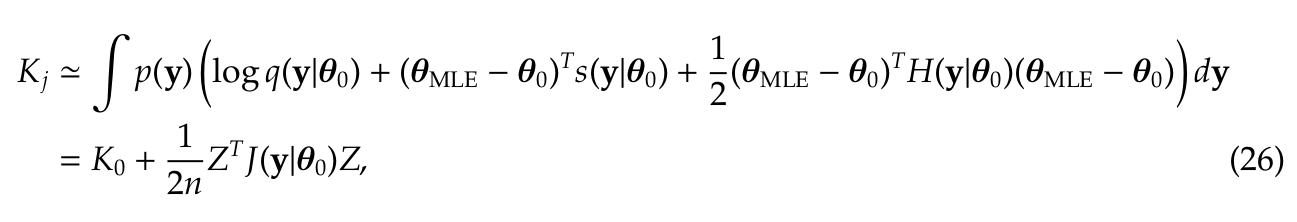 K_j ≃ ∫ p(𝐲) (log q(𝐲|𝜽_0) + (𝜽_MLE − 𝜽_0)^T s(𝐲|𝜽_0) + 1/2 (𝜽_MLE − 𝜽_0)^T H(𝐲|𝜽_0)(𝜽_MLE − 𝜽_0)) d𝐲
= K_0 + 1/2n Z^T J(𝐲|𝜽_0)Z, (26)